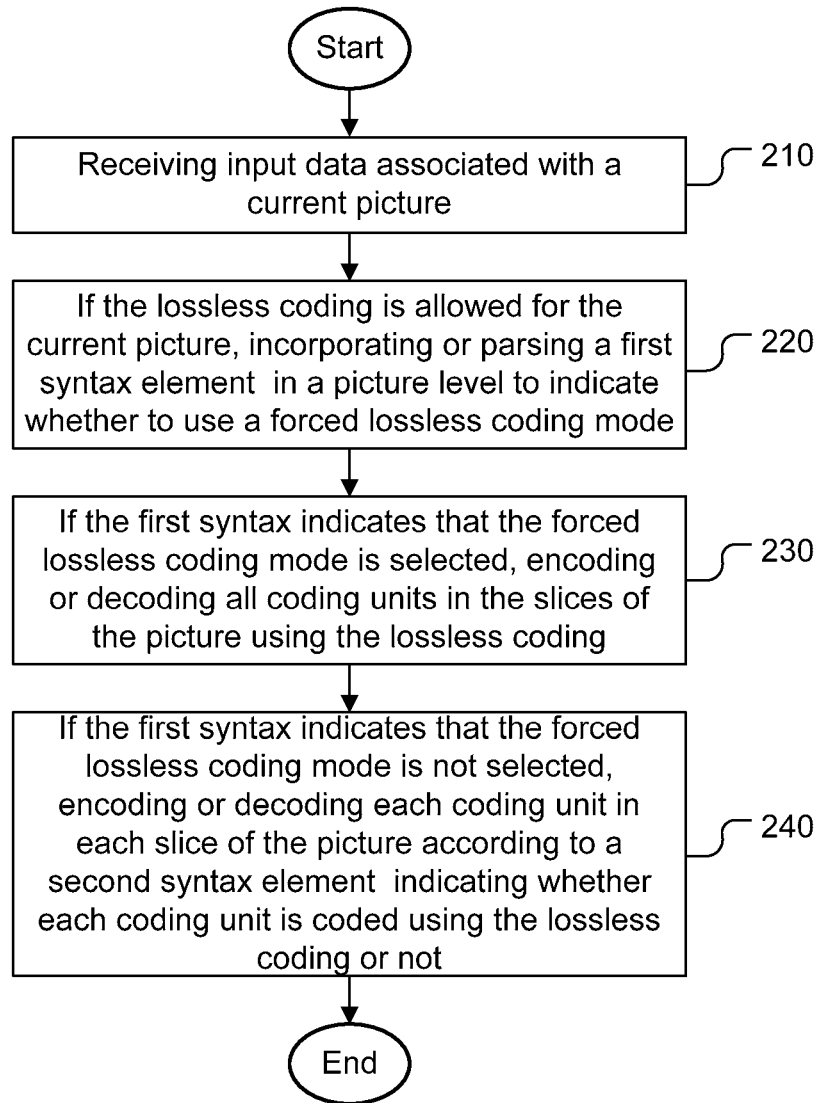 Start
Receiving input data associated with a
current picture
210
If the lossless coding is allowed for the
current picture, incorporating or parsing a first
syntax element in a picture level to indicate
whether to use a forced lossless coding mode
220
If the first syntax indicates that the forced
lossless coding mode is selected, encoding
or decoding all coding units in the slices of
the picture using the lossless coding
230
If the first syntax indicates that the forced
lossless coding mode is not selected,
encoding or decoding each coding unit in
each slice of the picture according to a
second syntax element indicating whether
each coding unit is coded using the lossless
coding or not
240
End